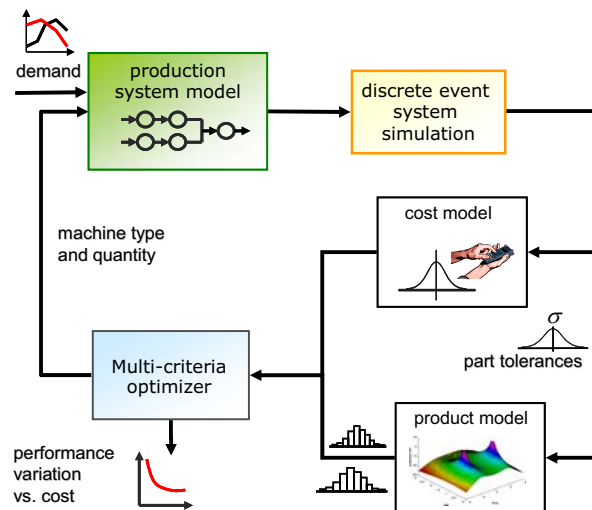 demand
production
system model
discrete event
system
simulation
machine type
and quantity
cost model
σ
part tolerances
Multi-criteria
optimizer
product model
performance
variation
vs. cost